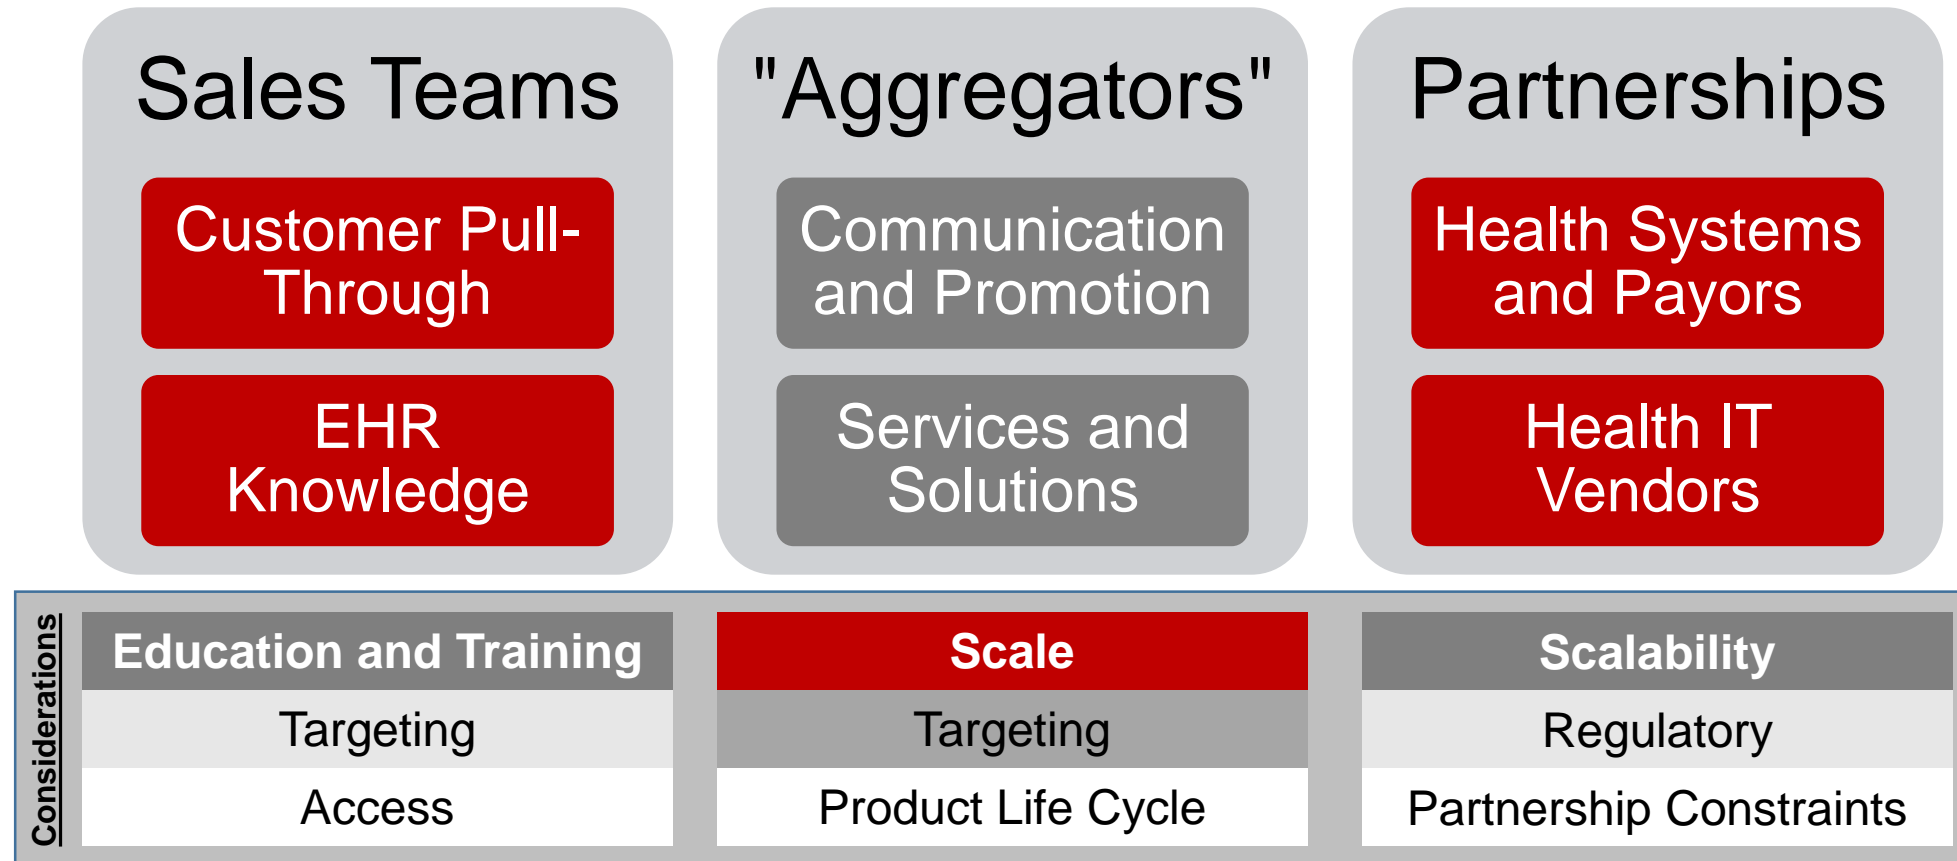 Sales Teams
Customer Pull-
Through
EHR
Knowledge
"Aggregators"
Communication
and Promotion
Services and
Solutions
Partnerships
Health Systems
and Payors
Health IT
Vendors
Considerations
Education and Training
Targeting
Access
Scale
Targeting
Product Life Cycle
Scalability
Regulatory
Partnership Constraints